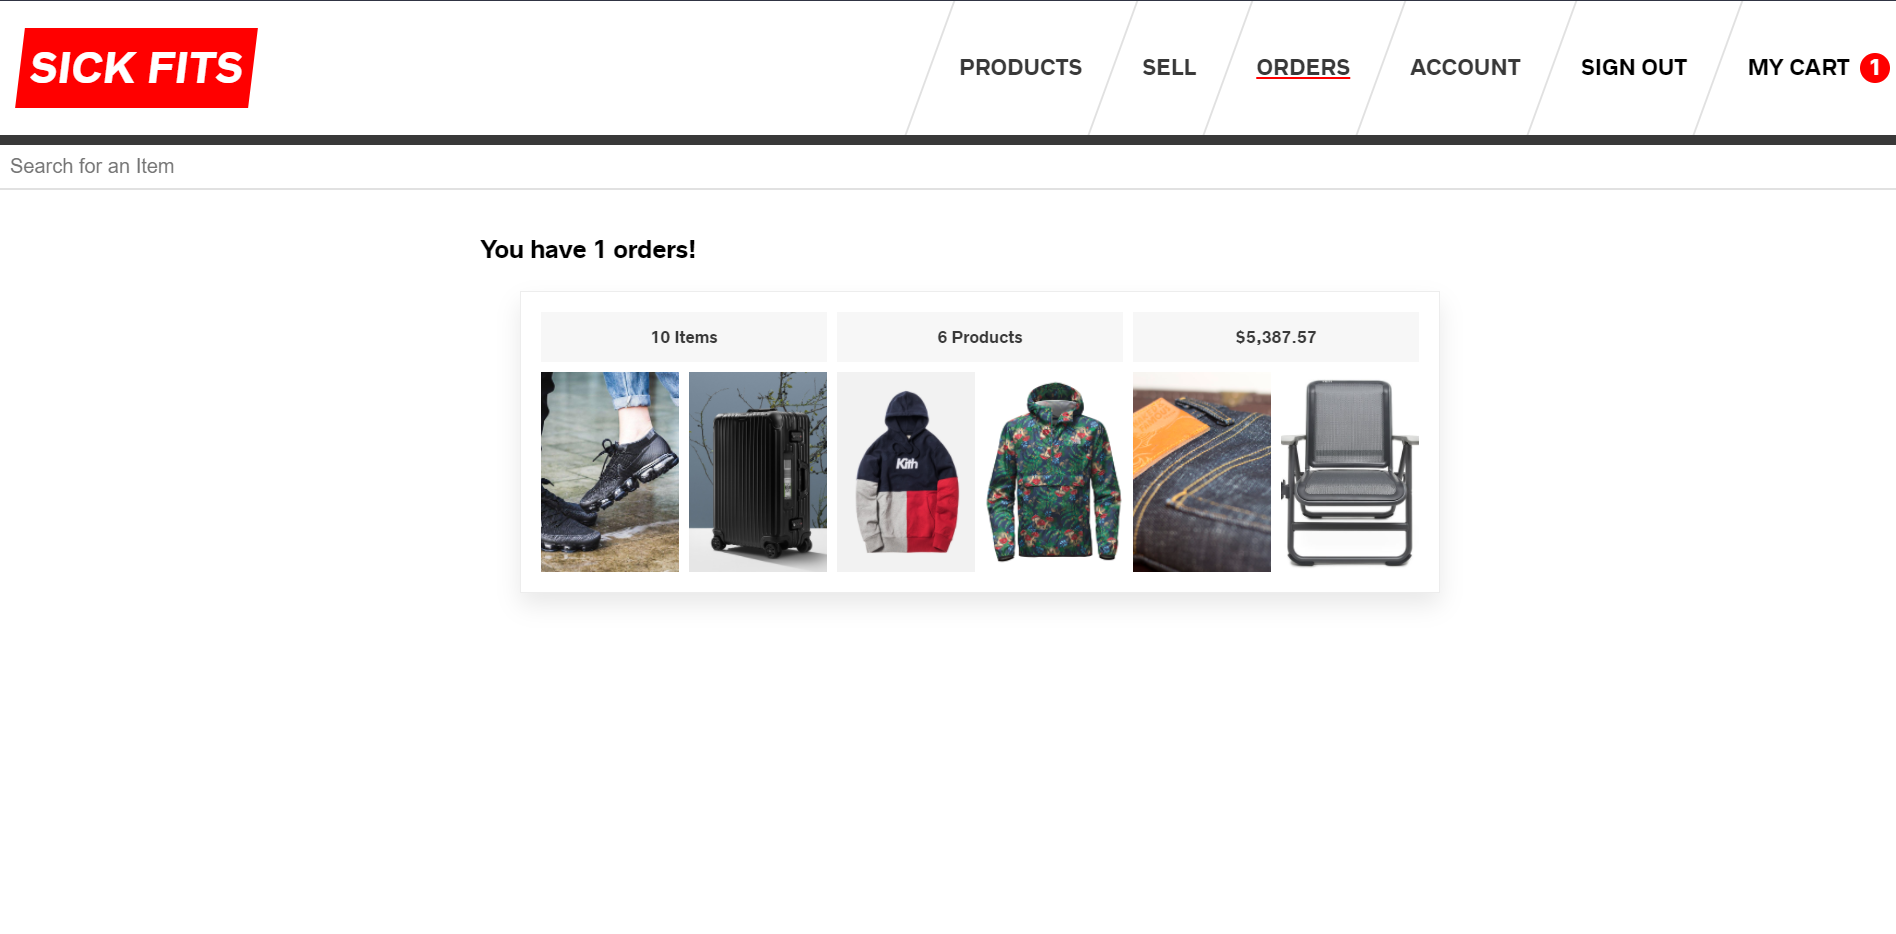 SICK FITS
PRODUCTS
SELL
ORDERS
ACCOUNT
SIGN OUT
MY CART 1
Search for an Item
You have 1 orders!
10 Items
6 Products
$5,387.57
Kith